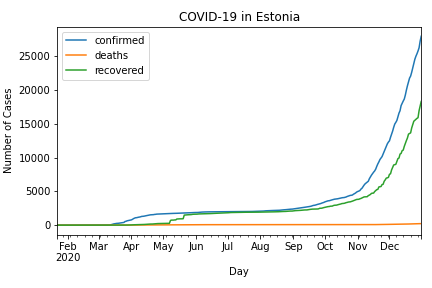 COVID-19 in Estonia
confirmed
deaths
recovered
Number of Cases
25000
20000
15000
10000
5000
0
Feb Mar Apr May Jun Jul Aug Sep Oct Nov Dec
2020
Day